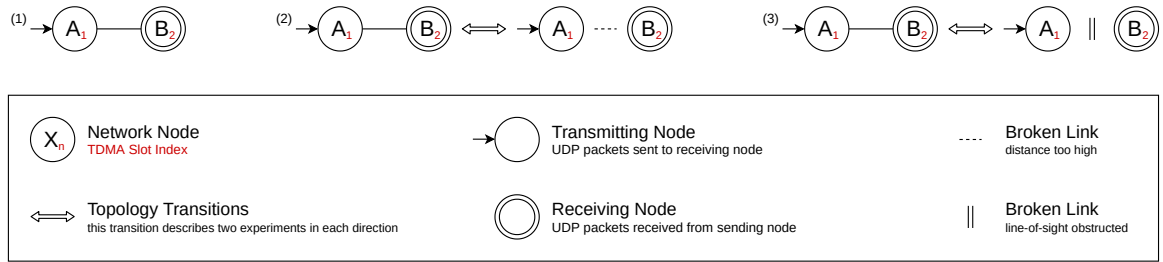 (1) A1 B2 (2) A1 B2 A1 B2 (3) A1 B2 A1 B2
Xn Network Node
TDMA Slot Index
Transmitting Node
UDP packets sent to receiving node
Broken Link
distance too high
Topology Transitions
this transition describes two experiments in each direction
Receiving Node
UDP packets received from sending node
Broken Link
line-of-sight obstructed